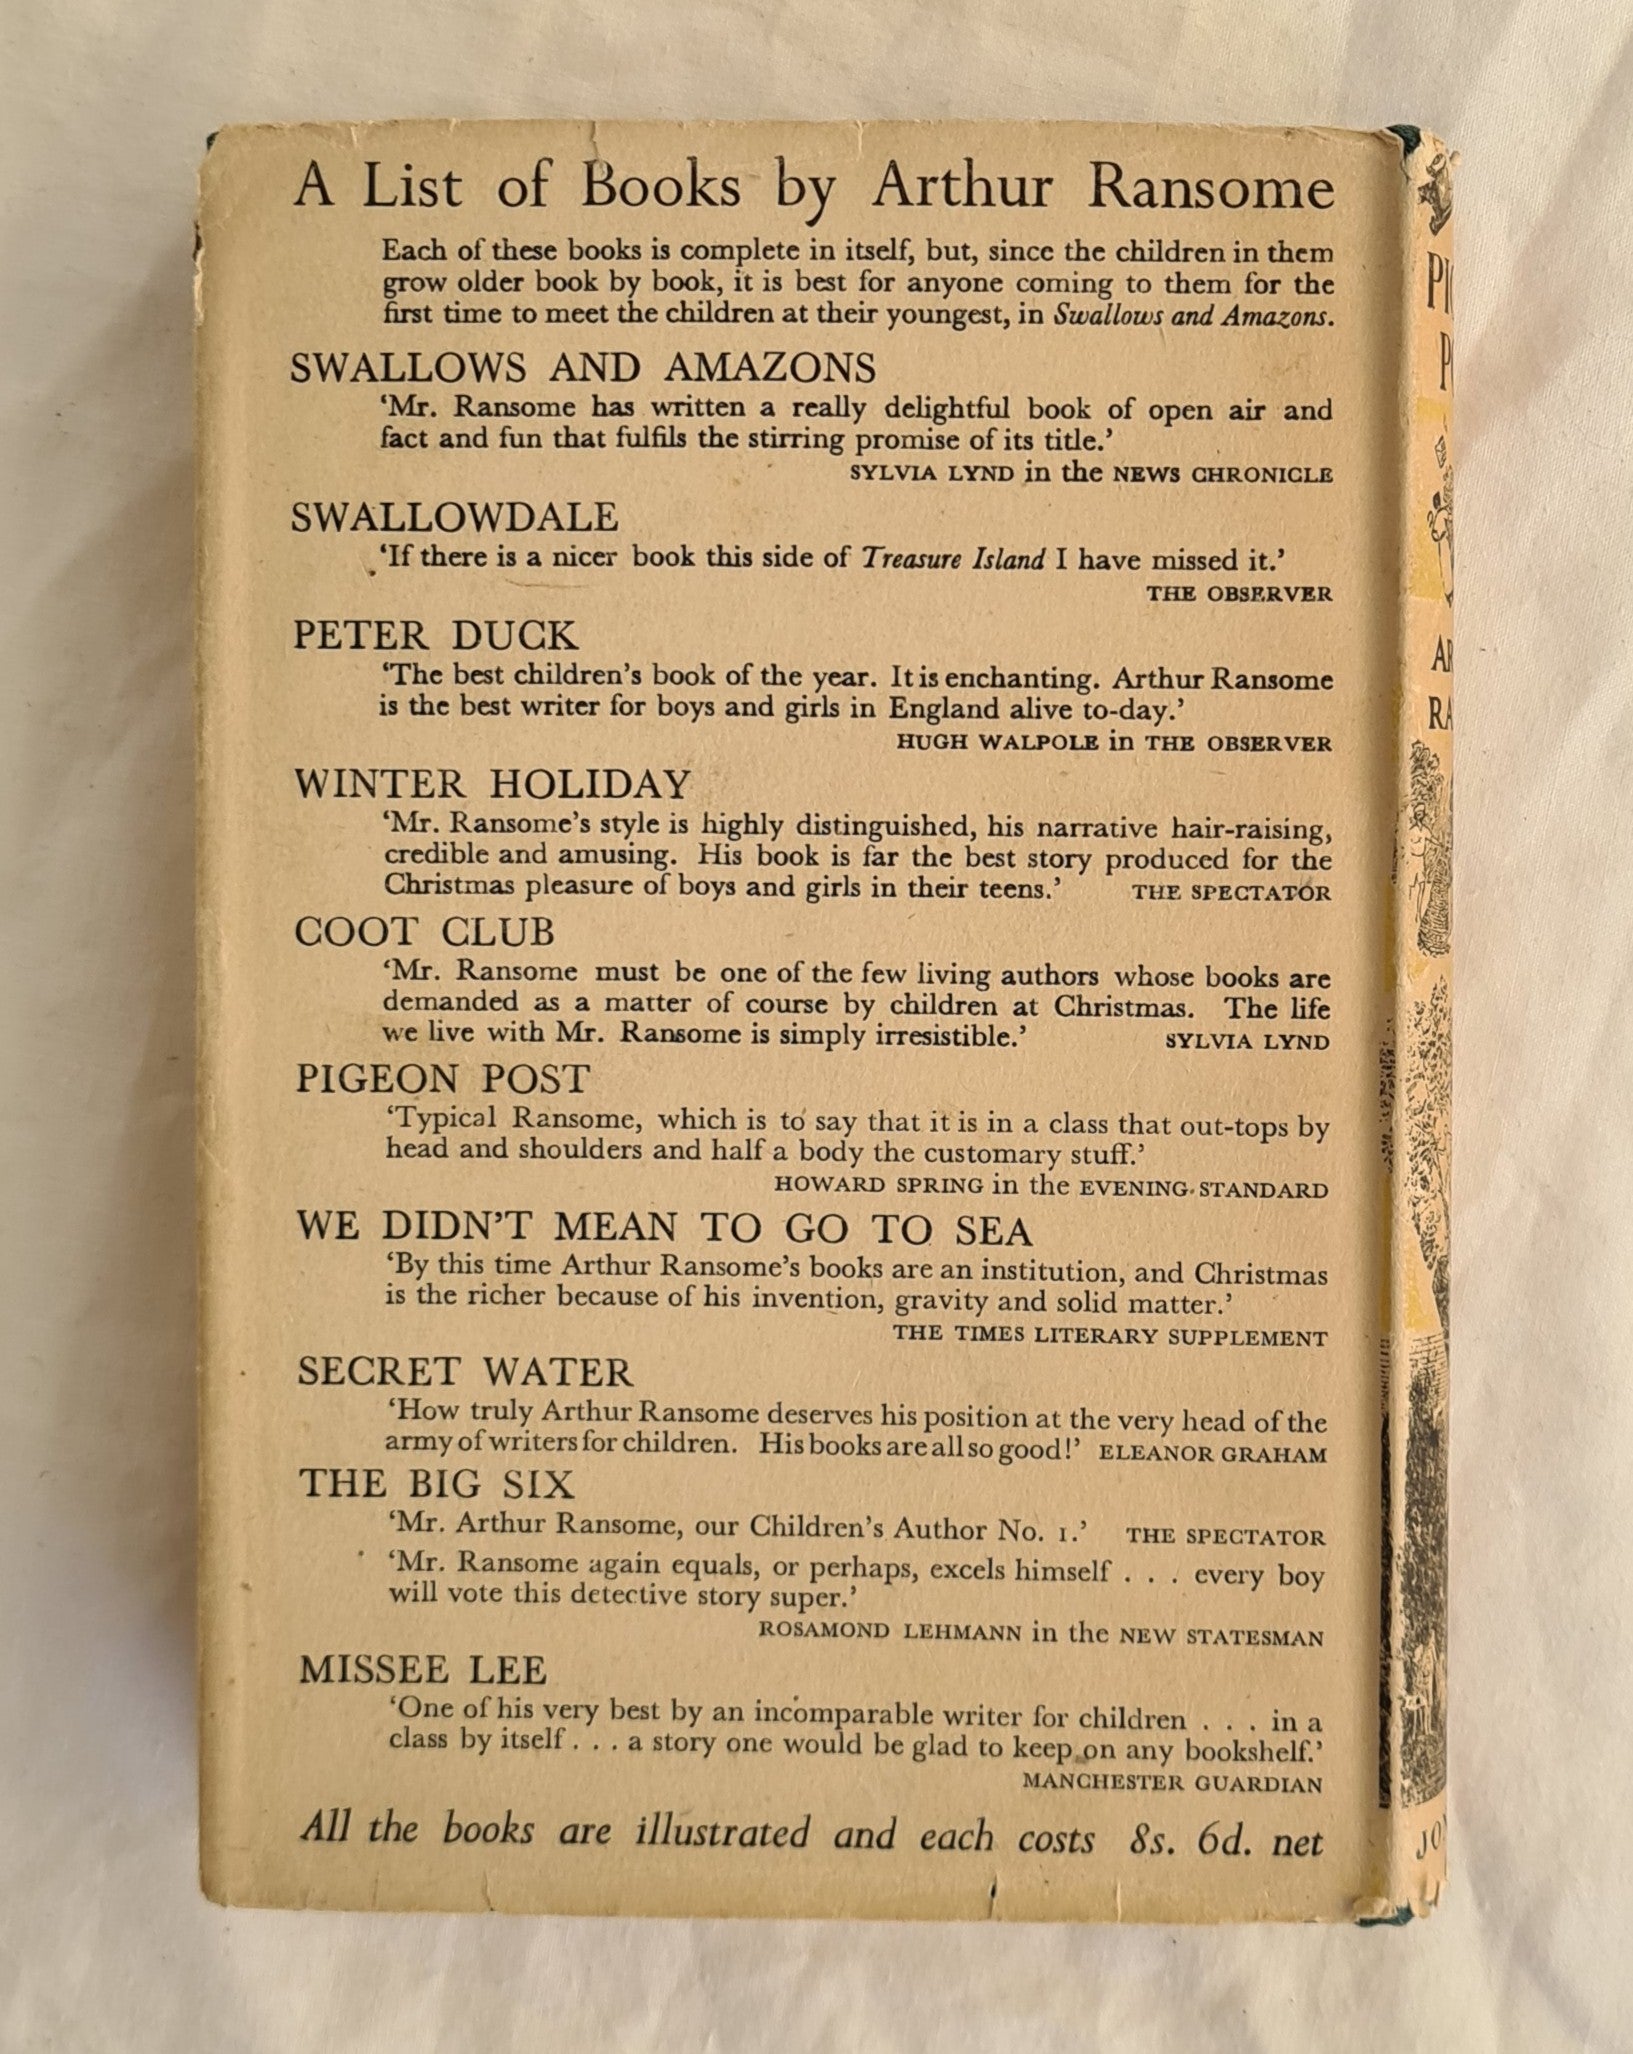 A List of Books by Arthur Ransome
Each of these books is complete in itself, but, since the children in them
grow older book by book, it is best for anyone coming to them for the
first time to meet the children at their youngest, in Swallows and Amazons.
SWALLOWS AND AMAZONS
‘Mr. Ransome has written a really delightful book of open air and
fact and fun that fulfils the stirring promise of its title.’
SYLVIA LYND in the NEWS CHRONICLE
SWALLOWDALE
‘If there is a nicer book this side of Treasure Island I have missed it.’
THE OBSERVER
PETER DUCK
‘The best children’s book of the year. It is enchanting. Arthur Ransome
is the best writer for boys and girls in England alive to-day.’
HUGH WALPOLE in THE OBSERVER
WINTER HOLIDAY
‘Mr. Ransome’s style is highly distinguished, his narrative hair-raising,
credible and amusing. His book is far the best story produced for the
Christmas pleasure of boys and girls in their teens.’ THE SPECTATOR
COOT CLUB
‘Mr. Ransome must be one of the few living authors whose books are
demanded as a matter of course by children at Christmas. The life
we live with Mr. Ransome is simply irresistible.’ SYLVIA LYND
PIGEON POST
‘Typical Ransome, which is to say that it is in a class that out-tops by
head and shoulders and half a body the customary stuff.’
HOWARD SPRING in the EVENING STANDARD
WE DIDN’T MEAN TO GO TO SEA
‘By this time Arthur Ransome’s books are an institution, and Christmas
is the richer because of his invention, gravity and solid matter.’
THE TIMES LITERARY SUPPLEMENT
SECRET WATER
‘How truly Arthur Ransome deserves his position at the very head of the
army of writers for children. His books are all so good!’ ELEANOR GRAHAM
THE BIG SIX
‘Mr. Arthur Ransome, our Children’s Author No. 1.’ THE SPECTATOR
‘Mr. Ransome again equals, or perhaps, excels himself . . . every boy
will vote this detective story super.’
ROSAMOND LEHMANN in the NEW STATESMAN
MISSEE LEE
‘One of his very best by an incomparable writer for children . . . in a
class by itself . . . a story one would be glad to keep on any bookshelf.’
MANCHESTER GUARDIAN
All the books are illustrated and each costs 8s. 6d. net